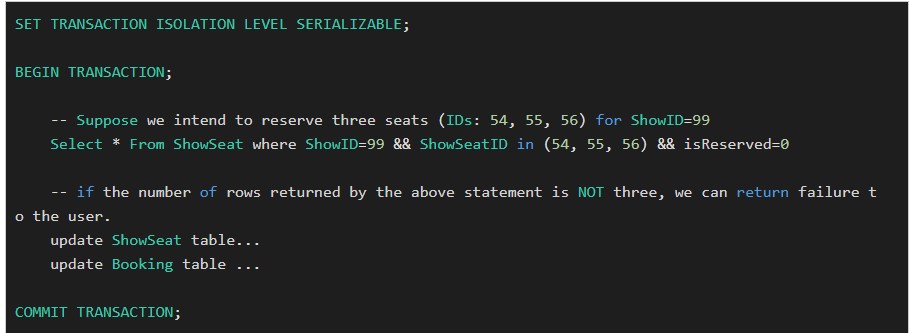 SET TRANSACTION ISOLATION LEVEL SERIALIZABLE;
BEGIN TRANSACTION;
-- Suppose we intend to reserve three seats (IDs: 54, 55, 56) for ShowID=99
Select * From ShowSeat where ShowID=99 && ShowSeatID in (54, 55, 56) && isReserved=0
-- if the number of rows returned by the above statement is NOT three, we can return failure t
o the user.
update ShowSeat table...
update Booking table ...
COMMIT TRANSACTION;